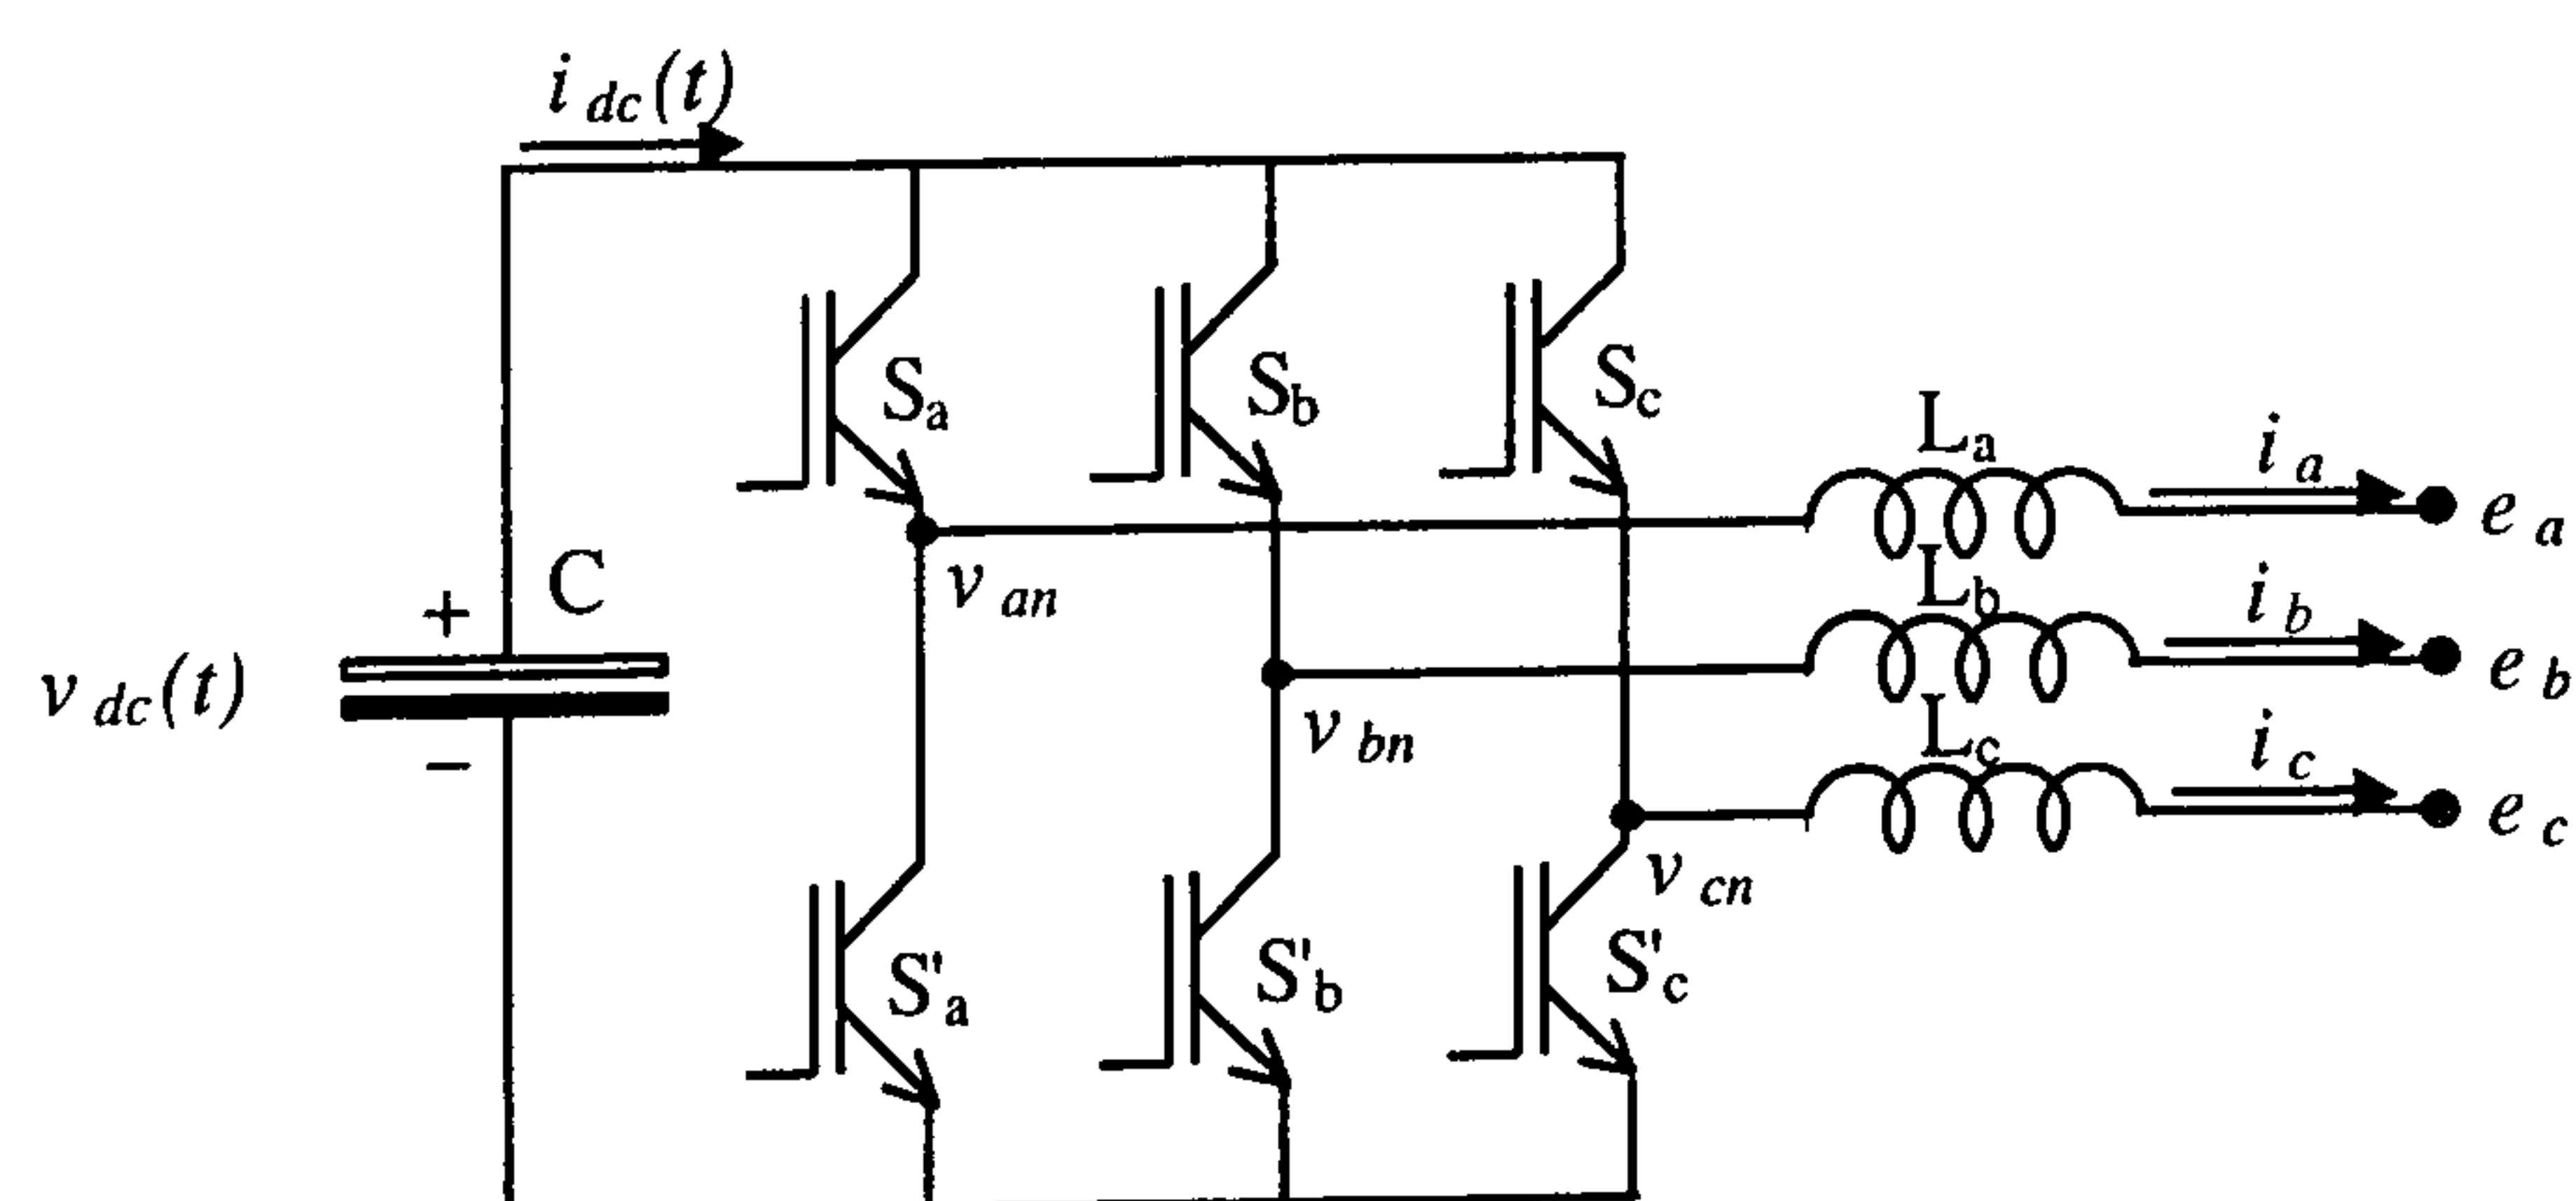 i dc(t)
Sa
Sb
Sc
La
i a
e a
v an
C
+
v dc(t)
−
Lb
i b
e b
v bn
Lc
i c
e c
v cn
S'a
S'b
S'c